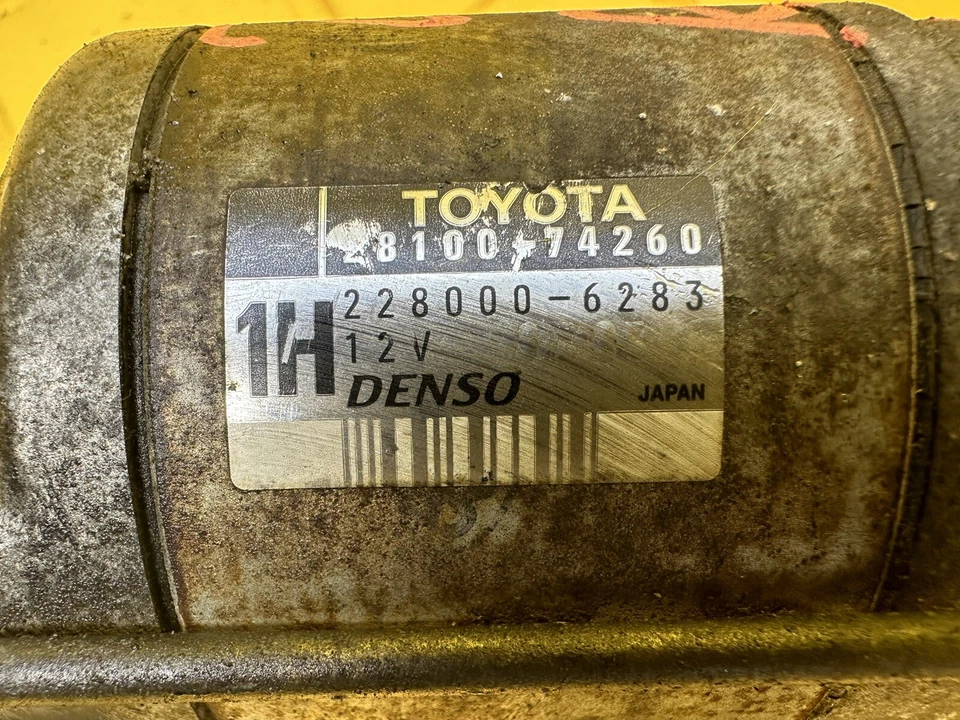 TOYOTA
28100-74260
1H
228000-6283
12V
DENSO
JAPAN